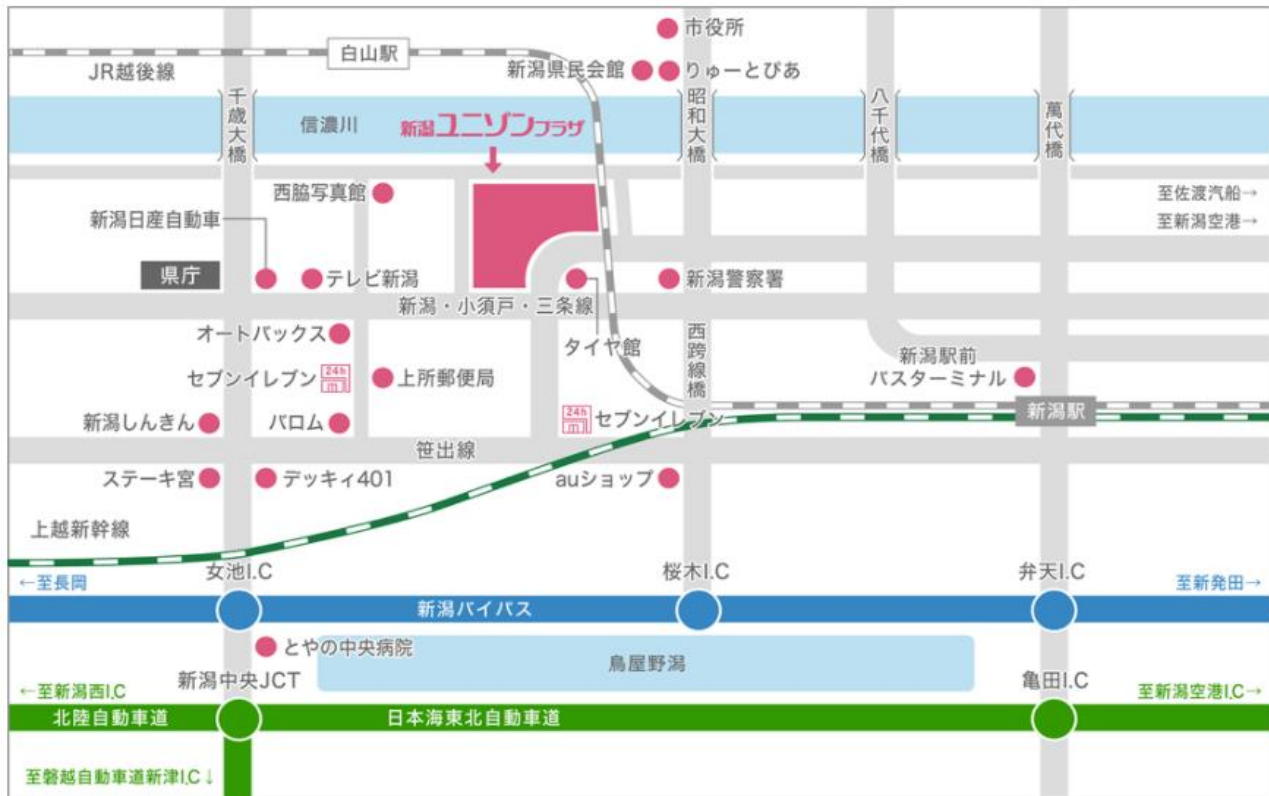 市役所
白山駅
JR越後線
新潟県民会館
りゅーとぴあ
千歳大橋
信濃川
新潟ユニゾンプラザ
↓
昭和大橋
八千代橋
萬代橋
西脇写真館
至佐渡汽船→
新潟日産自動車
至新潟空港→
県庁
テレビ新潟
新潟警察署
新潟・小須戸・三条線
オートバックス
タイヤ館
西跨線橋
新潟駅前
バスターミナル
セブンイレブン
24h
上所郵便局
新潟駅
新潟しんきん
バロム
24h
セブンイレブン
笹出線
ステーキ宮
デッキィ401
auショップ
上越新幹線
女池I.C
桜木I.C
弁天I.C
←至長岡
至新発田→
新潟バイパス
とやの中央病院
鳥屋野潟
新潟中央JCT
亀田I.C
←至新潟西I.C
至新潟空港I.C→
北陸自動車道
日本海東北自動車道
至磐越自動車道新津I.C↓